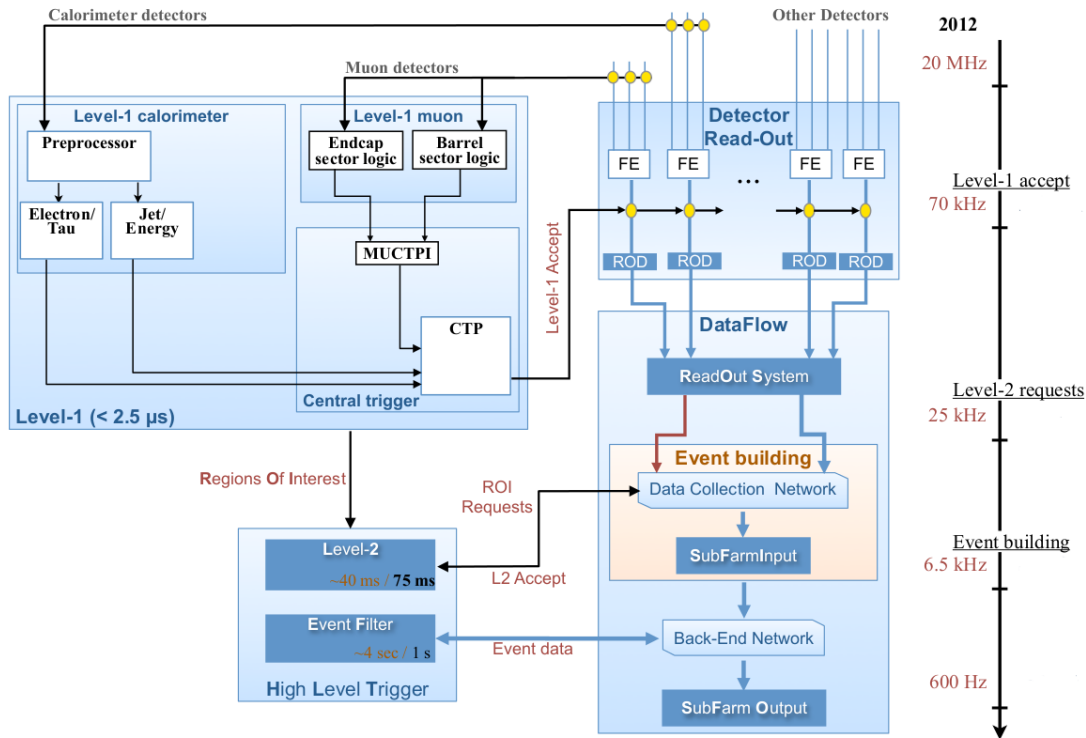 Calorimeter detectors
Other Detectors
2012
20 MHz
Muon detectors
Level-1 calorimeter
Preprocessor
Electron/
Tau
Jet/
Energy
Level-1 muon
Endcap
sector logic
Barrel
sector logic
MUCTPI
CTP
Central trigger
Level-1 (< 2.5 µs)
Level-1 Accept
Detector
Read-Out
FE
FE
...
FE
FE
ROD
ROD
ROD
ROD
Level-1 accept
70 kHz
DataFlow
ReadOut System
Level-2 requests
25 kHz
Event building
Data Collection Network
SubFarmInput
Event building
6.5 kHz
Regions Of Interest
ROI
Requests
L2 Accept
Level-2
~40 ms / 75 ms
Event Filter
~4 sec / 1 s
High Level Trigger
Event data
Back-End Network
SubFarm Output
600 Hz